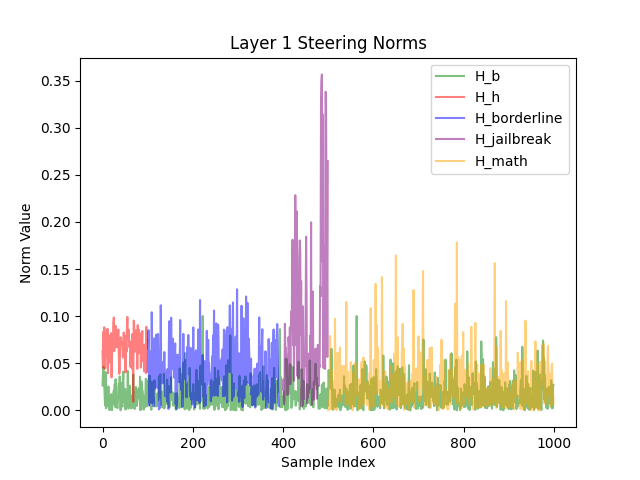 Layer 1 Steering Norms
Norm Value
0.35
0.30
0.25
0.20
0.15
0.10
0.05
0.00
H_b
H_h
H_borderline
H_jailbreak
H_math
0
200
400
600
800
1000
Sample Index